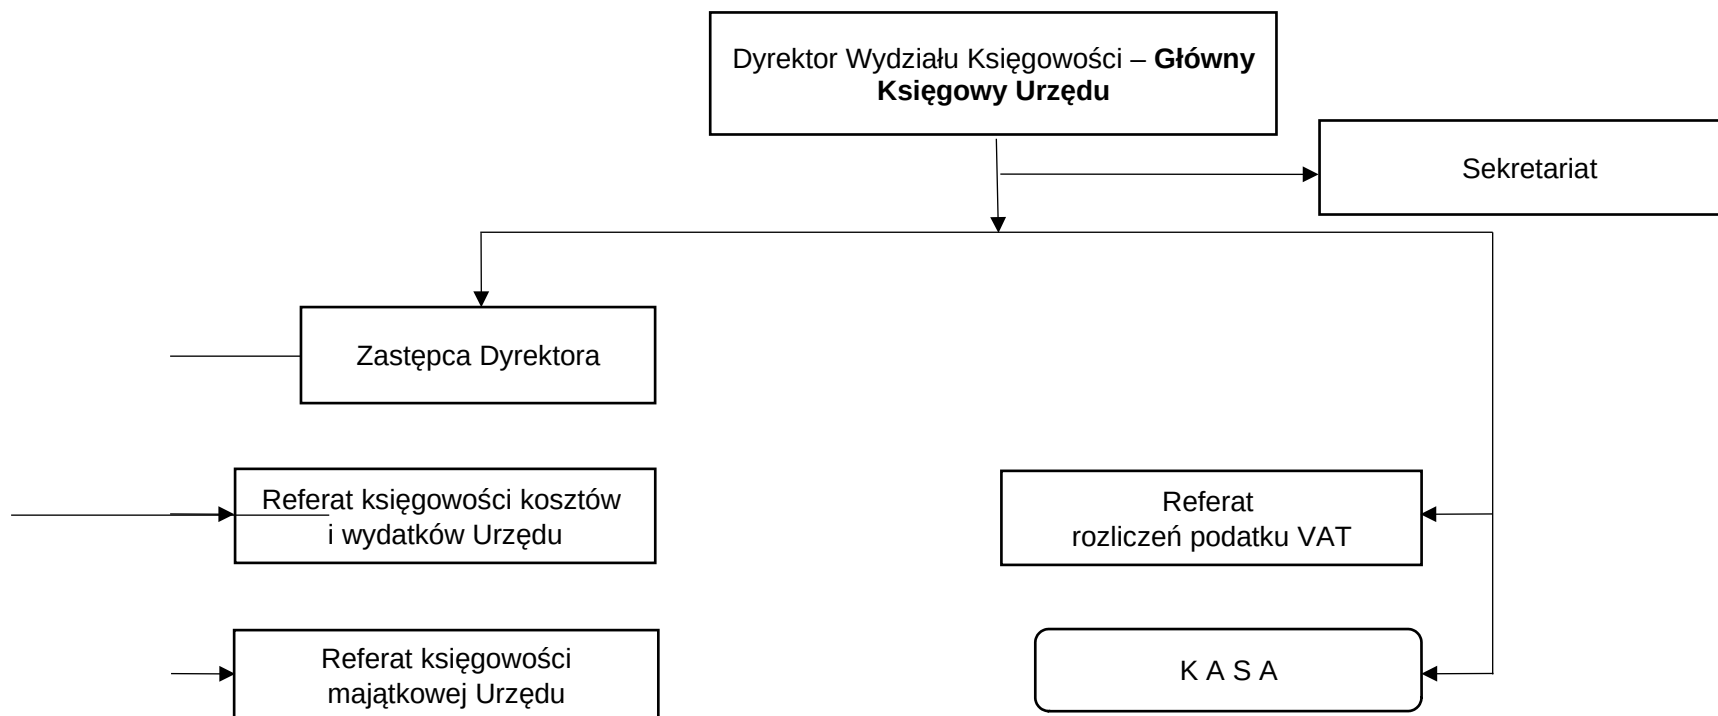 Dyrektor Wydziału Księgowości – Główny
Księgowy Urzędu
Sekretariat
Zastępca Dyrektora
Referat księgowości kosztów
i wydatków Urzędu
Referat
rozliczeń podatku VAT
Referat księgowości
majątkowej Urzędu
K A S A